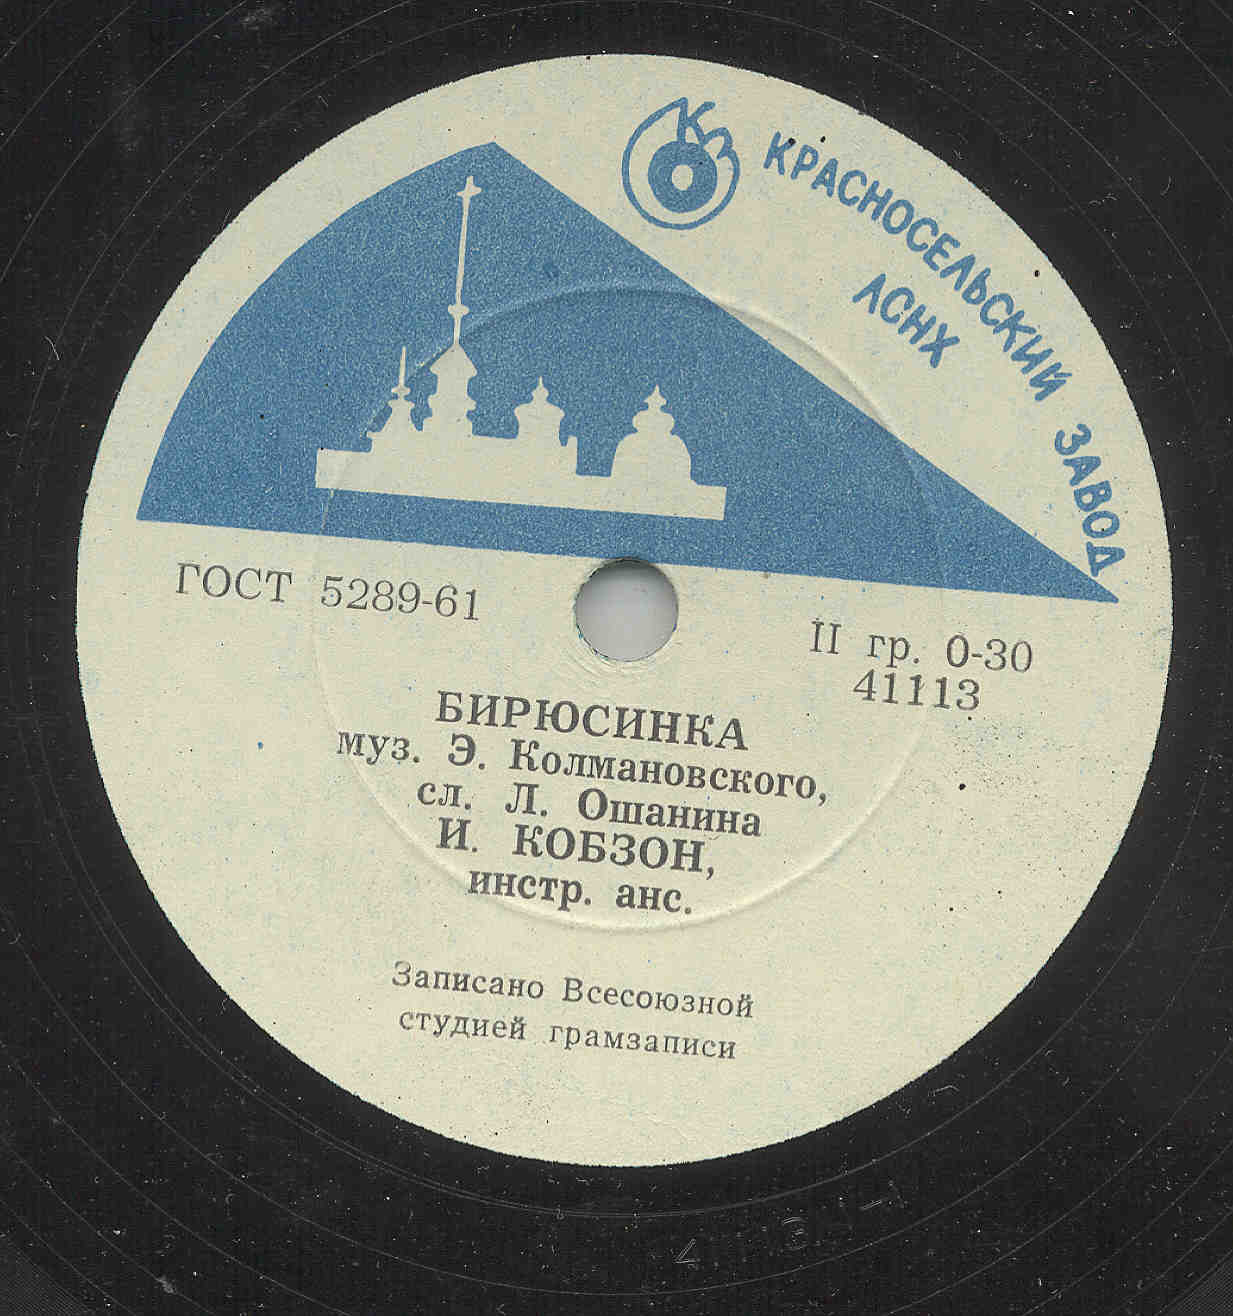 КРАСНОСЕЛЬСКИЙ ЗАВОД
ЛСНХ
ГОСТ 5289-61
II гр. 0-30
41113
БИРЮСИНКА
муз. Э. Колмановского,
сл. Л. Ошанина
И. КОБЗОН,
инстр. анс.
Записано Всесоюзной
студией грамзаписи